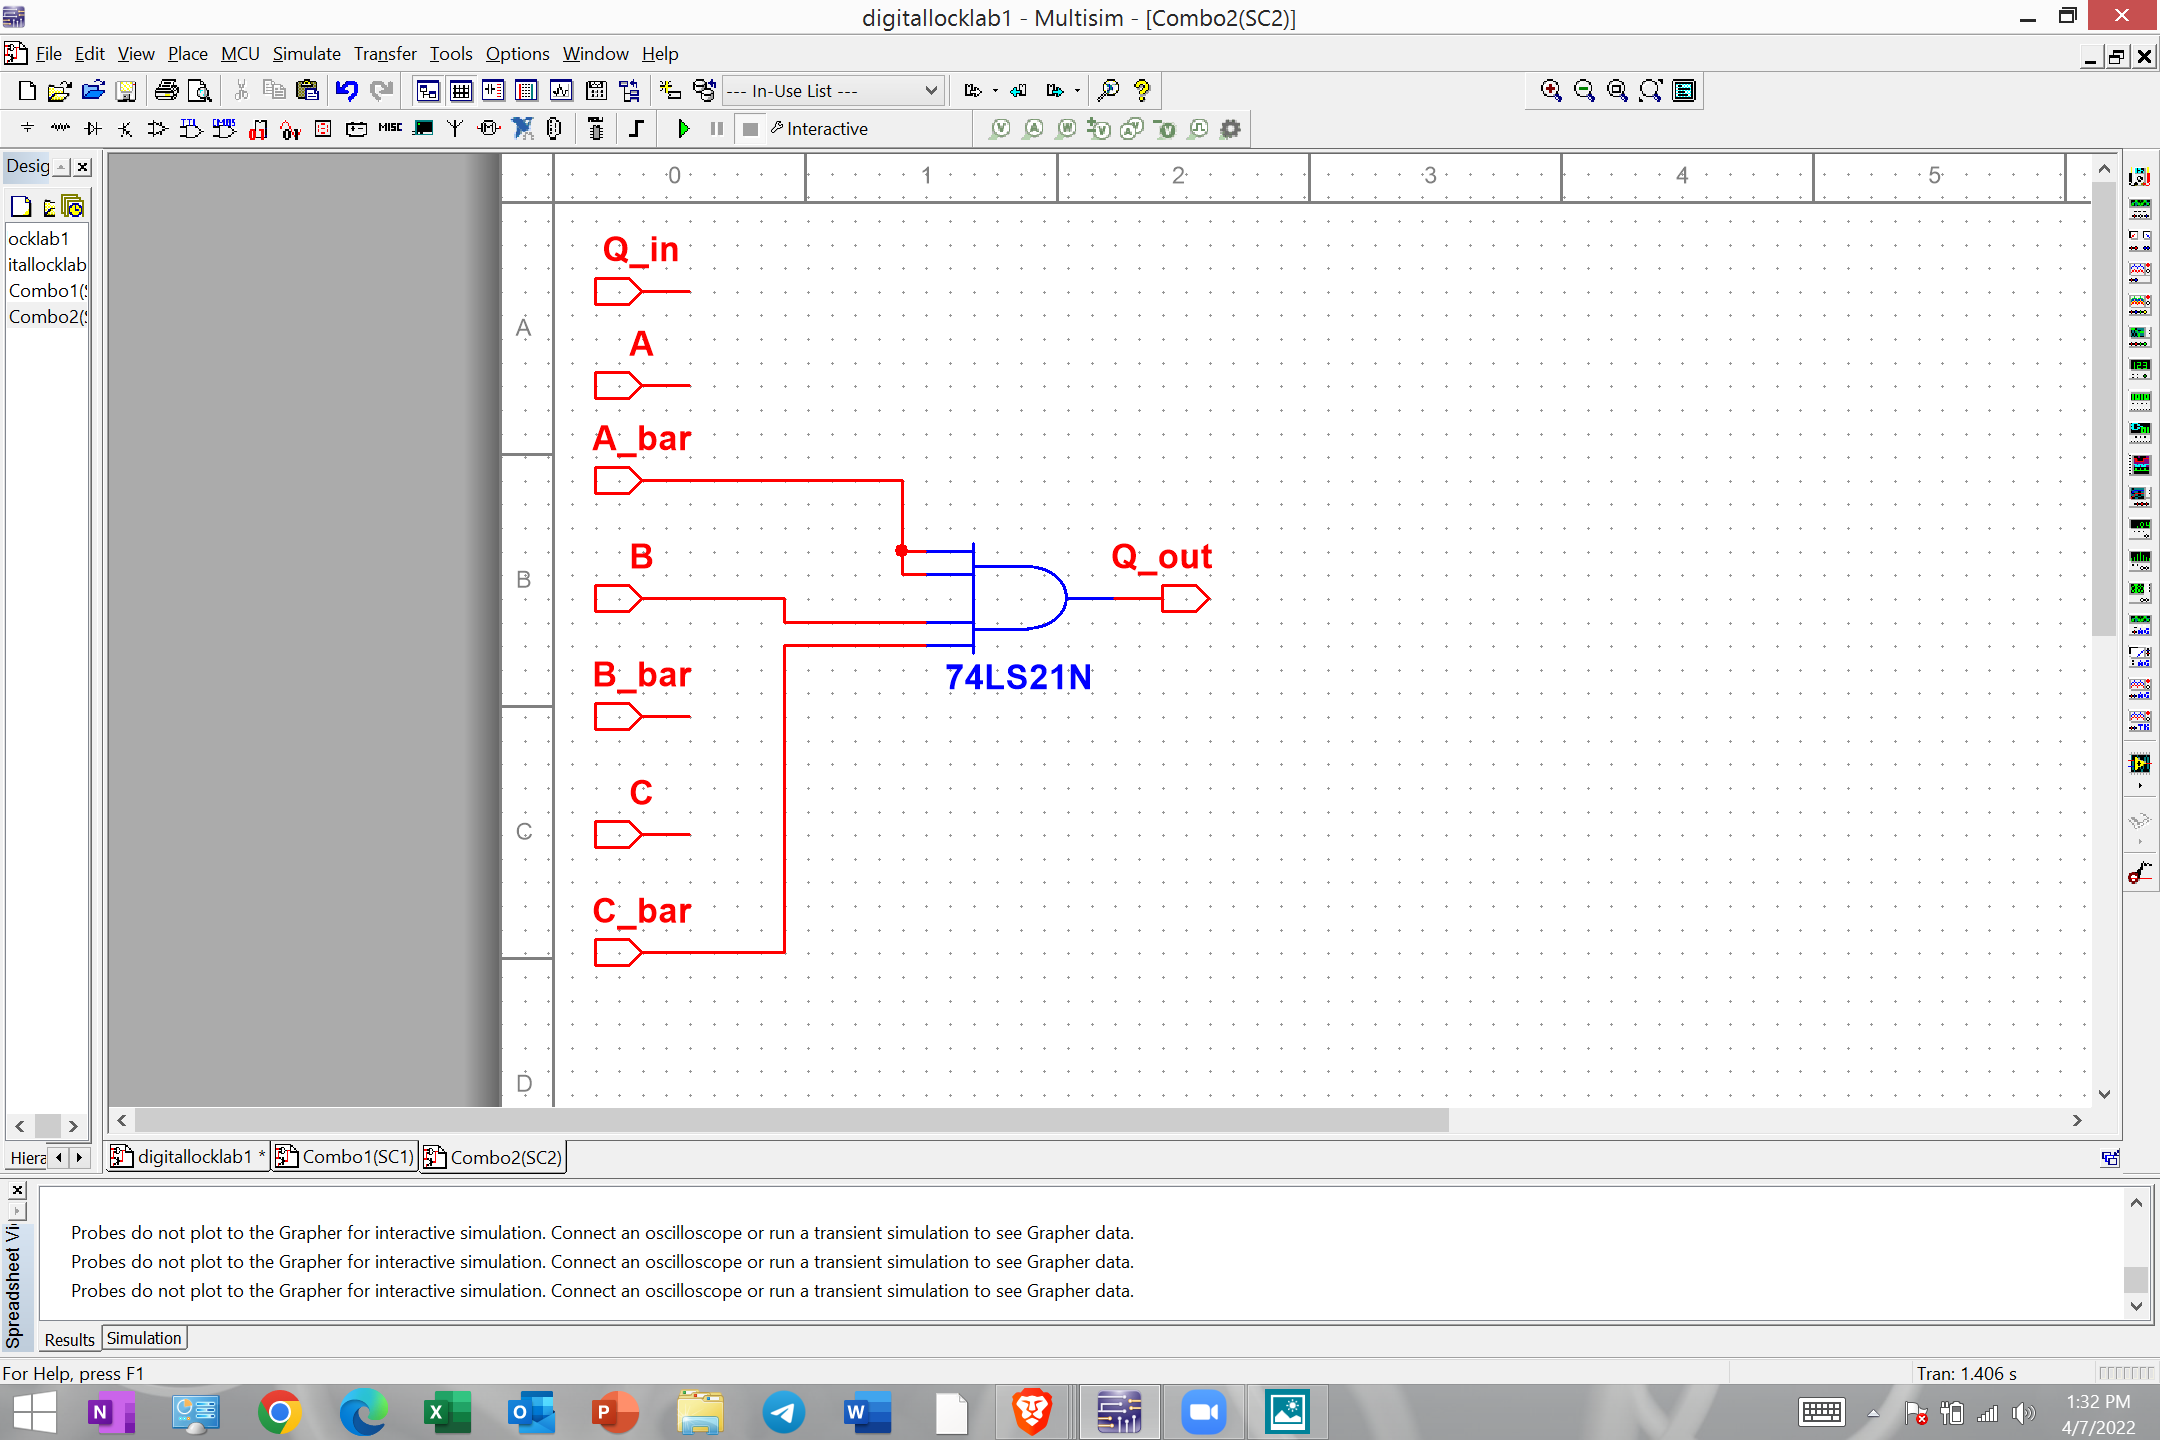 digitallocklab1 - Multisim - [Combo2(SC2)]
File Edit View Place MCU Simulate Transfer Tools Options Window Help
--- In-Use List ---
MISC Interactive
Desig
ocklab1
itallocklab
Combo1(S
Combo2(S
0 1 2 3 4 5
A
B
C
D
Q_in
A
A_bar
B
Q_out
B_bar
74LS21N
C
C_bar
Hiera
digitallocklab1 * Combo1(SC1) Combo2(SC2)
Spreadsheet Vi
Probes do not plot to the Grapher for interactive simulation. Connect an oscilloscope or run a transient simulation to see Grapher data.
Probes do not plot to the Grapher for interactive simulation. Connect an oscilloscope or run a transient simulation to see Grapher data.
Probes do not plot to the Grapher for interactive simulation. Connect an oscilloscope or run a transient simulation to see Grapher data.
Results Simulation
For Help, press F1
Tran: 1.406 s
1:32 PM
4/7/2022